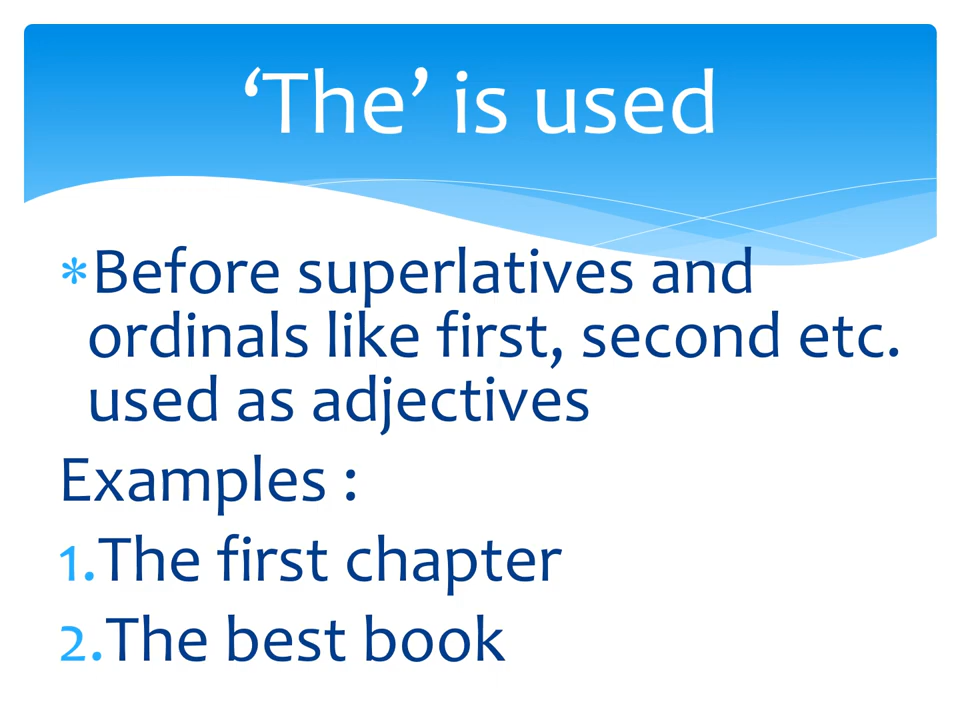 ‘The’ is used
*Before superlatives and
ordinals like first, second etc.
used as adjectives
Examples :
1.The first chapter
2.The best book